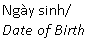 Ngày sinh/
Date of Birth